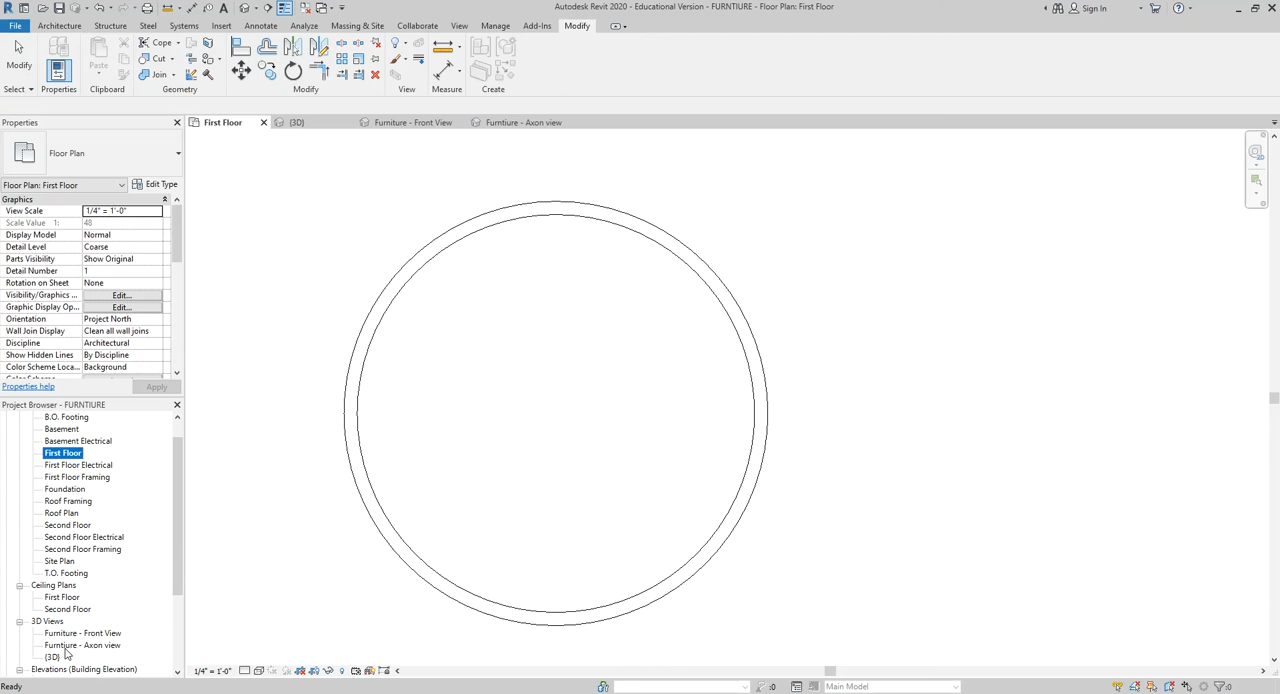 Autodesk Revit 2020 - Educational Version - FURNTIURE - Floor Plan: First Floor
Sign In
File Architecture Structure Steel Systems Insert Annotate Analyze Massing & Site Collaborate View Manage Add-Ins Modify
Modify Paste Cope Cut Join
Select Properties Clipboard Geometry Modify View Measure Create
Properties
First Floor {3D} Furniture - Front View Furntiure - Axon view
Floor Plan
Floor Plan: First Floor Edit Type
Graphics
View Scale 1/4" = 1'-0"
Scale Value 1: 48
Display Model Normal
Detail Level Coarse
Parts Visibility Show Original
Detail Number 1
Rotation on Sheet None
Visibility/Graphics ... Edit...
Graphic Display Op... Edit...
Orientation Project North
Wall Join Display Clean all wall joins
Discipline Architectural
Show Hidden Lines By Discipline
Color Scheme Loca... Background
Properties help Apply
Project Browser - FURNTIURE
B.O. Footing
Basement
Basement Electrical
First Floor
First Floor Electrical
First Floor Framing
Foundation
Roof Framing
Roof Plan
Second Floor
Second Floor Electrical
Second Floor Framing
Site Plan
T.O. Footing
Ceiling Plans
First Floor
Second Floor
3D Views
Furniture - Front View
Furntiure - Axon view
{3D}
Elevations (Building Elevation)
1/4" = 1'-0"
Ready :0 Main Model :0